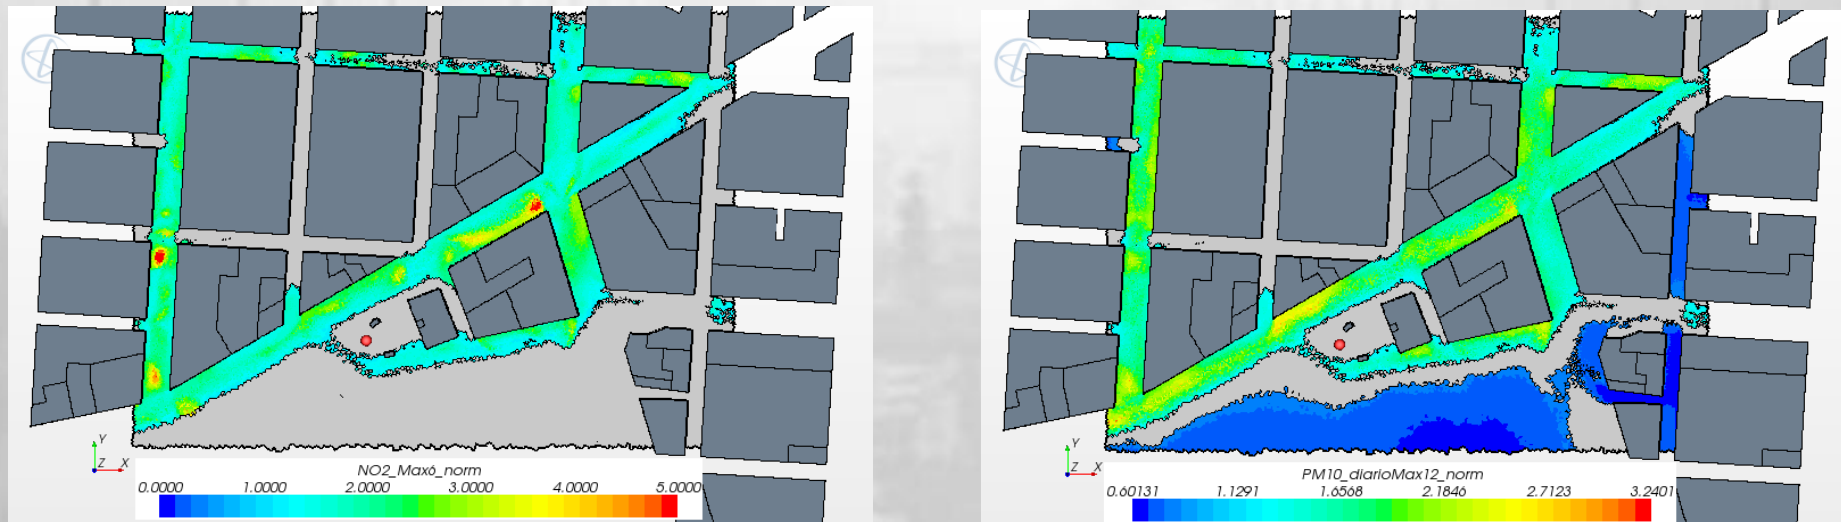 Y
Z X
NO2_Max6_norm
0.0000 1.0000 2.0000 3.0000 4.0000 5.0000
Y
Z X
PM10_diarioMax12_norm
0.60131 1.1291 1.6568 2.1846 2.7123 3.2401